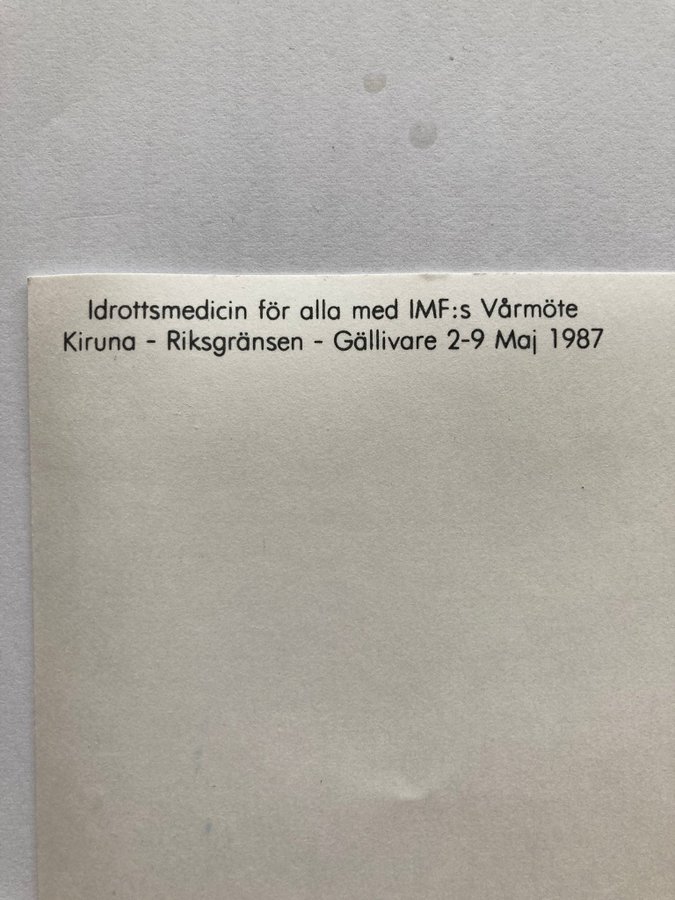 Idrottsmedicin för alla med IMF:s Vårmöte
Kiruna - Riksgränsen - Gällivare 2-9 Maj 1987